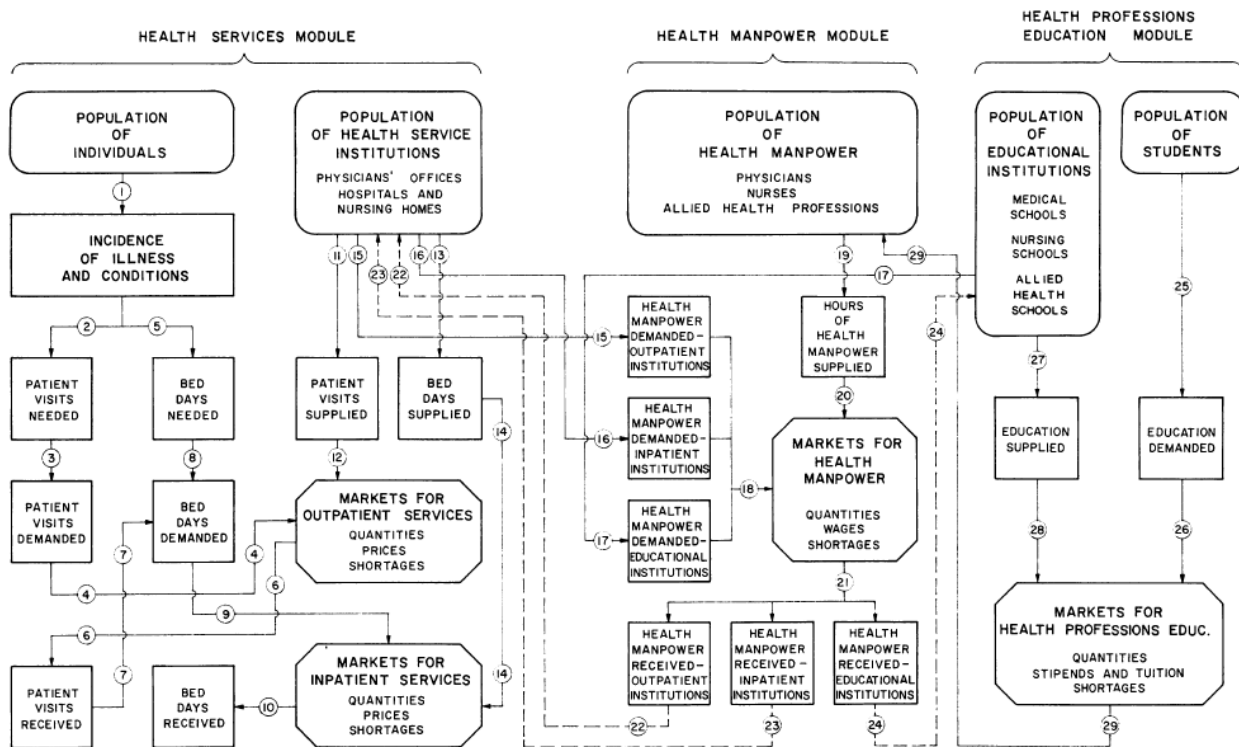 HEALTH SERVICES MODULE
HEALTH MANPOWER MODULE
HEALTH PROFESSIONS
EDUCATION MODULE
POPULATION
OF
INDIVIDUALS
POPULATION
OF HEALTH SERVICE
INSTITUTIONS
PHYSICIANS' OFFICES
HOSPITALS AND
NURSING HOMES
POPULATION
OF
HEALTH MANPOWER
PHYSICIANS
NURSES
ALLIED HEALTH PROFESSIONS
POPULATION
OF
EDUCATIONAL
INSTITUTIONS
MEDICAL
SCHOOLS
NURSING
SCHOOLS
ALLIED
HEALTH
SCHOOLS
POPULATION
OF
STUDENTS
1
INCIDENCE
OF ILLNESS
AND CONDITIONS
11
15
23
22
16
13
19
29
17
24
25
2
5
HEALTH
MANPOWER
DEMANDED-
OUTPATIENT
INSTITUTIONS
15
HOURS
OF HEALTH
MANPOWER
SUPPLIED
27
PATIENT
VISITS
NEEDED
BED
DAYS
NEEDED
PATIENT
VISITS
SUPPLIED
BED
DAYS
SUPPLIED
14
20
3
8
12
16
HEALTH
MANPOWER
DEMANDED-
INPATIENT
INSTITUTIONS
MARKETS FOR
HEALTH
MANPOWER
QUANTITIES
WAGES
SHORTAGES
EDUCATION
SUPPLIED
EDUCATION
DEMANDED
PATIENT
VISITS
DEMANDED
BED
DAYS
DEMANDED
MARKETS FOR
OUTPATIENT SERVICES
QUANTITIES
PRICES
SHORTAGES
18
17
HEALTH
MANPOWER
DEMANDED-
EDUCATIONAL
INSTITUTIONS
28
26
7
4
4
6
21
9
6
7
HEALTH
MANPOWER
RECEIVED-
OUTPATIENT
INSTITUTIONS
HEALTH
MANPOWER
RECEIVED-
INPATIENT
INSTITUTIONS
HEALTH
MANPOWER
RECEIVED-
EDUCATIONAL
INSTITUTIONS
MARKETS FOR
HEALTH PROFESSIONS EDUC.
QUANTITIES
STIPENDS AND TUITION
SHORTAGES
PATIENT
VISITS
RECEIVED
BED
DAYS
RECEIVED
10
MARKETS FOR
INPATIENT SERVICES
QUANTITIES
PRICES
SHORTAGES
14
22
23
24
29